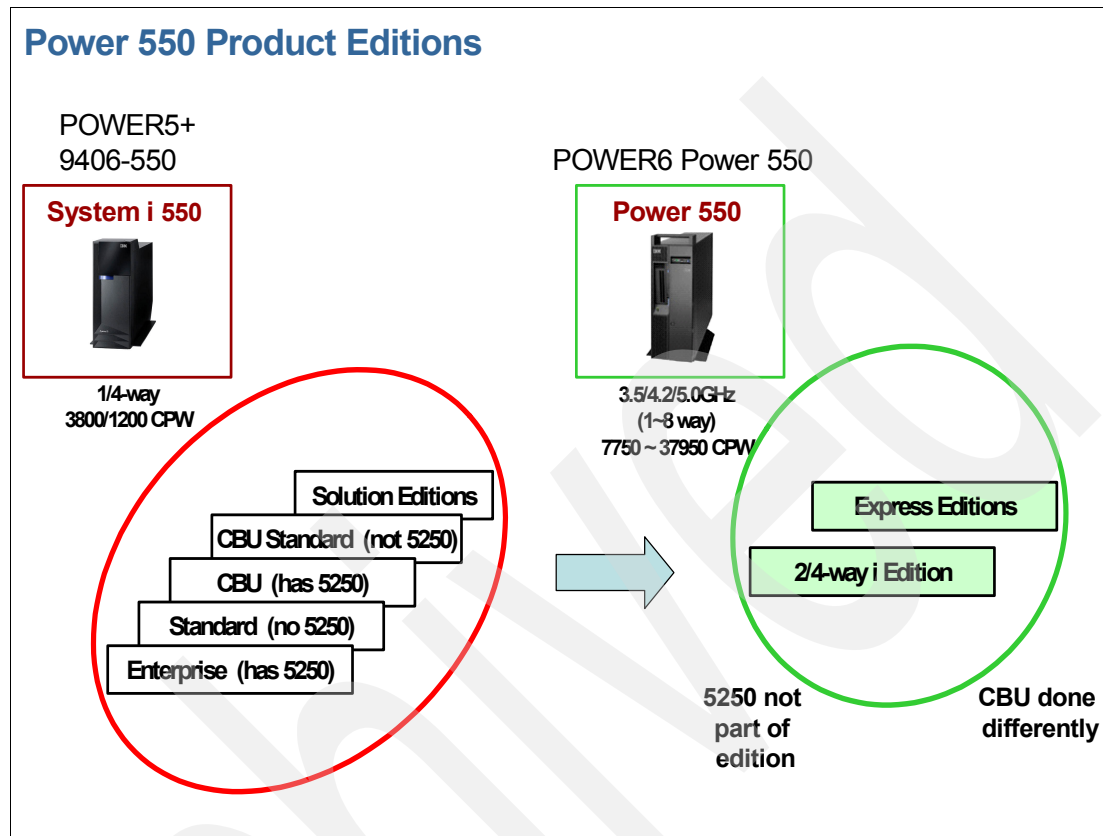 Power 550 Product Editions
POWER5+
9406-550
System i 550
IBM
1/4-way
3800/1200 CPW
POWER6 Power 550
Power 550
3.5/4.2/5.0GHz
(1~8 way)
7750 ~ 37950 CPW
Solution Editions
CBU Standard (not 5250)
CBU (has 5250)
Standard (no 5250)
Enterprise (has 5250)
Express Editions
2/4-way i Edition
5250 not
part of
edition
CBU done
differently